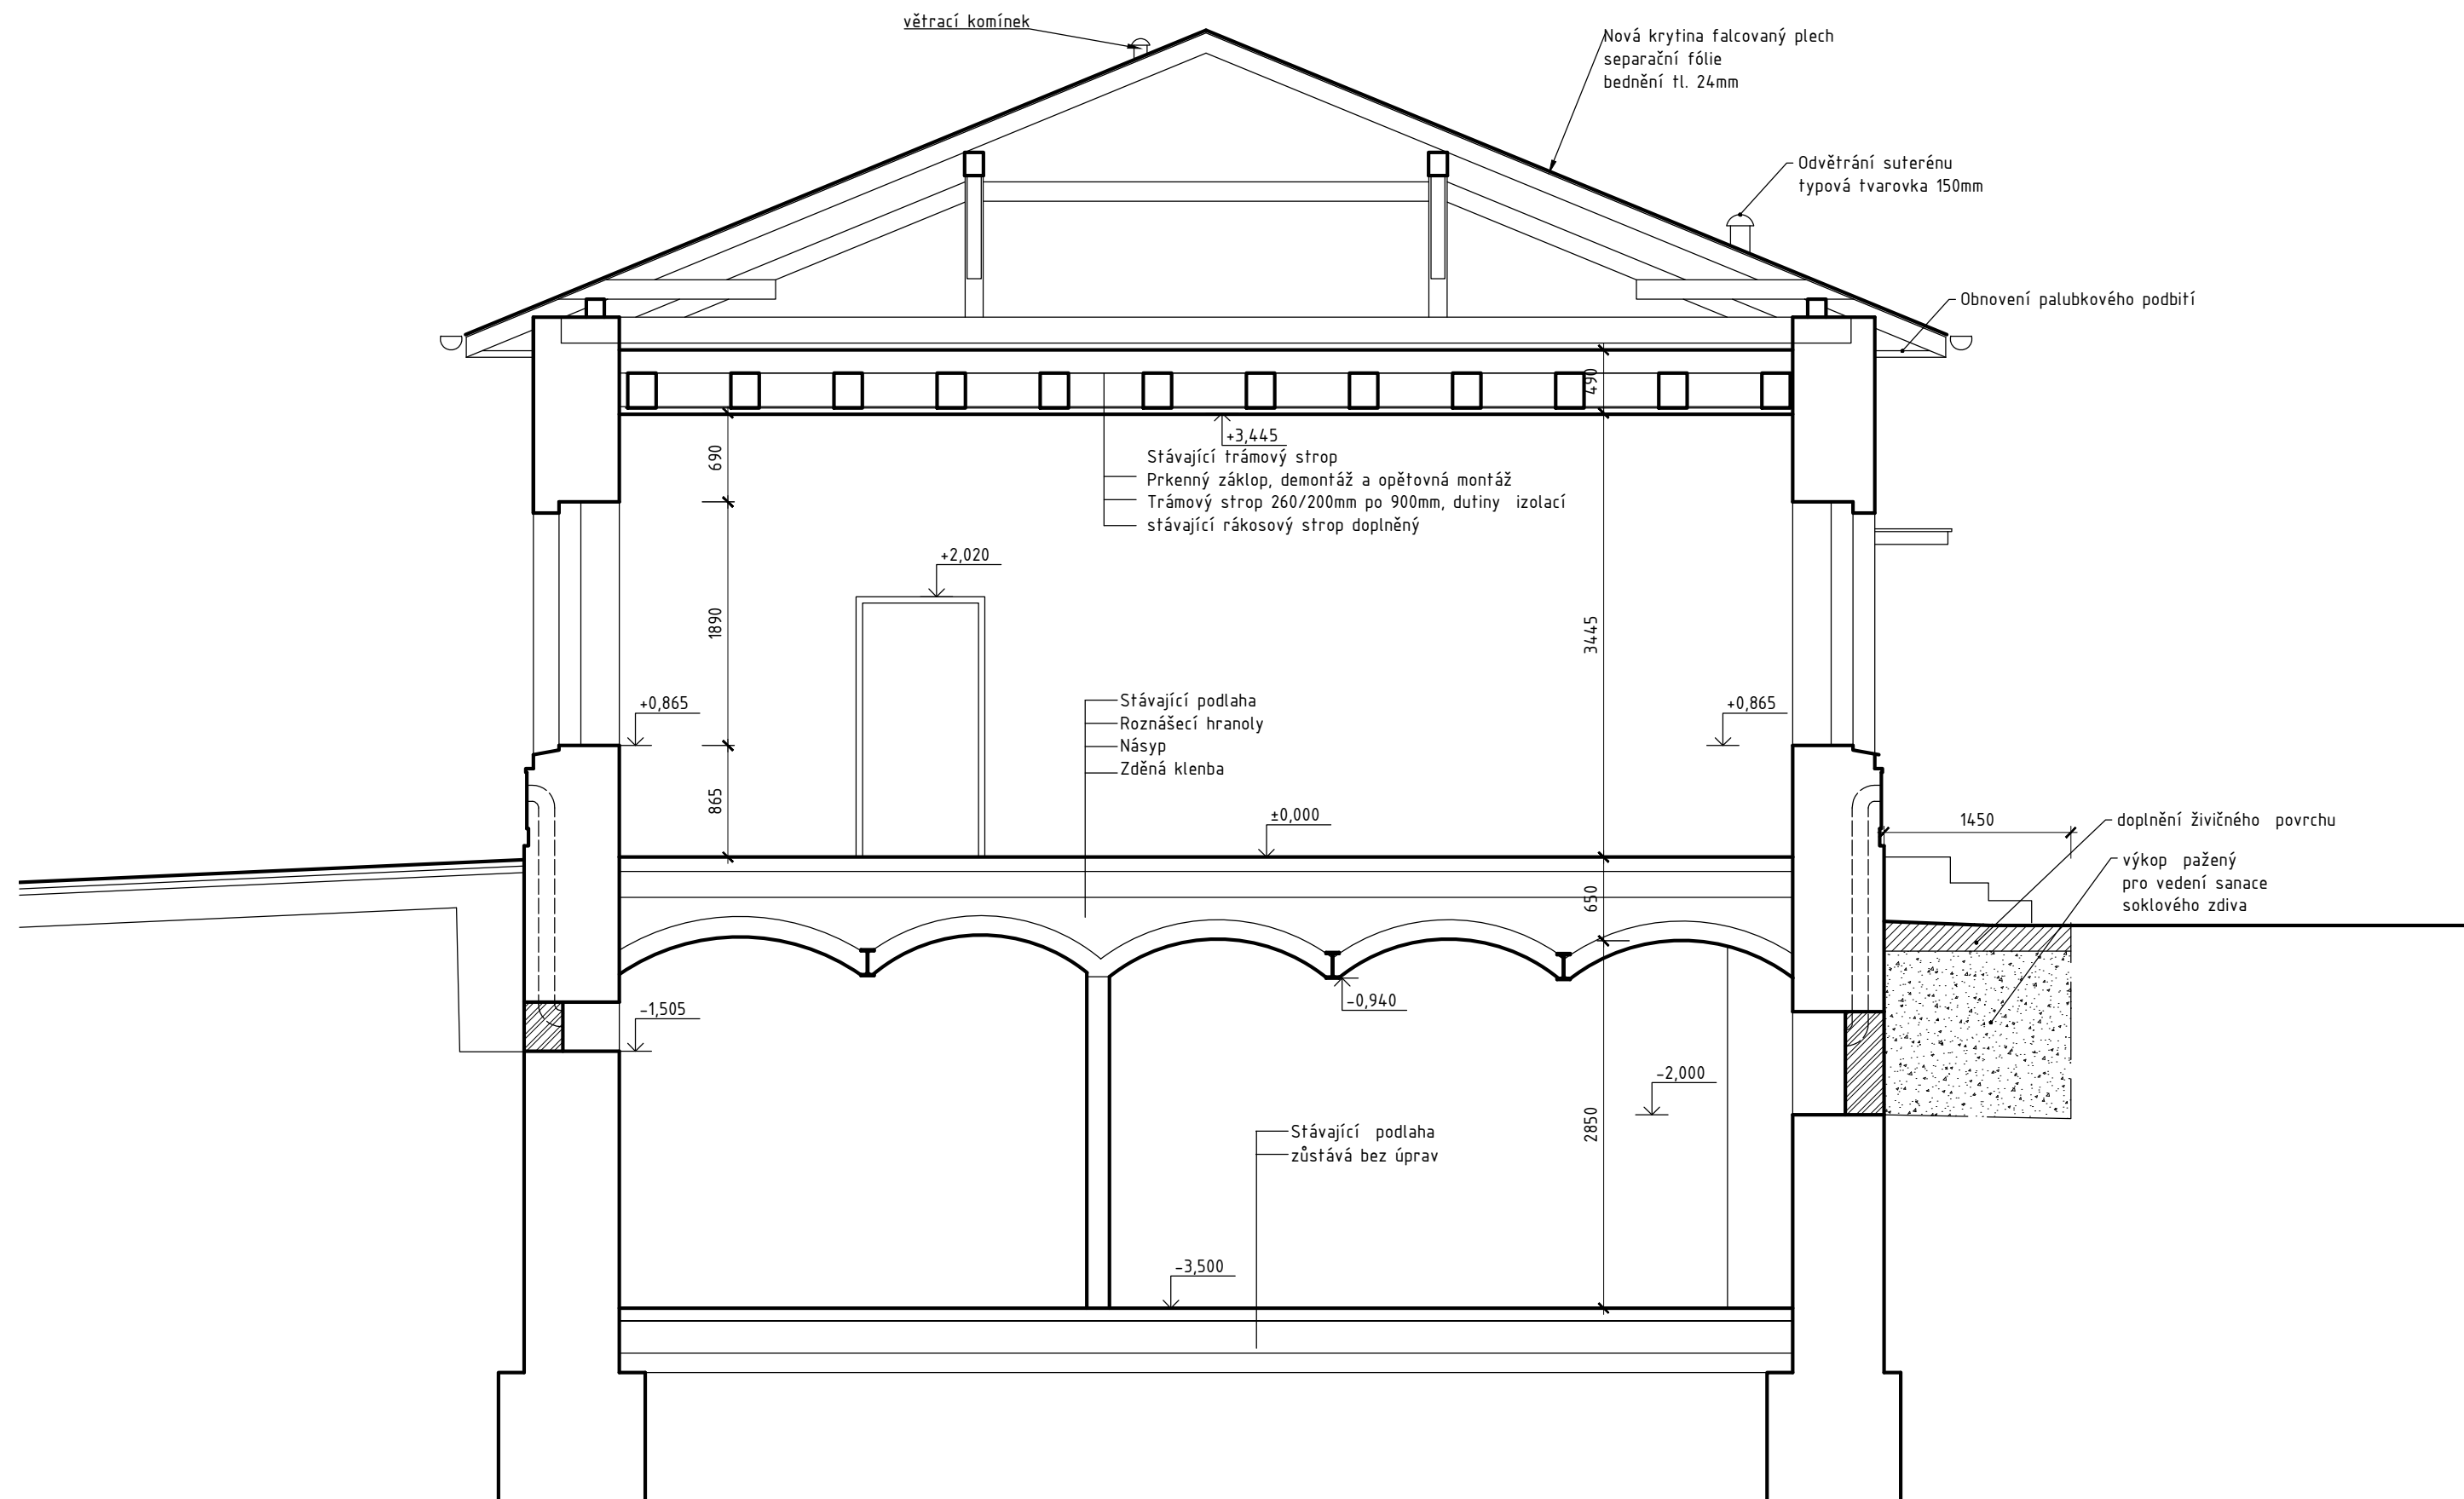 větrací komínek
Nová krytina falcovaný plech
separační fólie
bednění tl. 24mm
Odvětrání suterénu
typová tvarovka 150mm
Obnovení palubkového podbití
490
+3,445
690
Stávající trámový strop
Prkenný záklop, demontáž a opětovná montáž
Trámový strop 260/200mm po 900mm, dutiny izolací
stávající rákosový strop doplněný
+2,020
1890
3445
+0,865
Stávající podlaha
Roznášecí hranoly
Násyp
Zděná klenba
+0,865
865
±0,000
1450
doplnění živičného povrchu
výkop pažený
pro vedení sanace
soklového zdiva
650
-1,505
-0,940
-2,000
2850
Stávající podlaha
zůstává bez úprav
-3,500